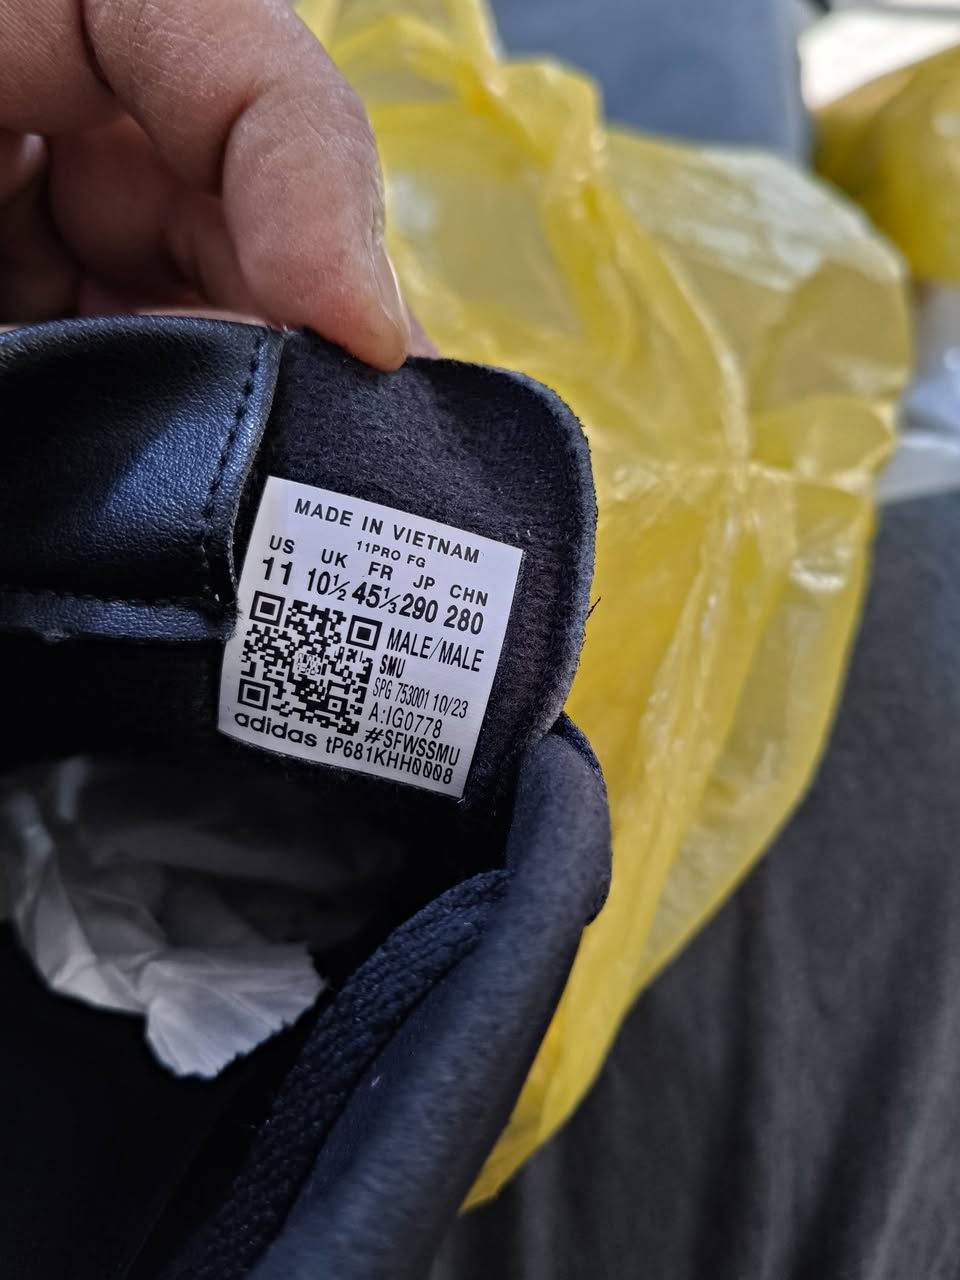 MADE IN VIETNAM
11PRO FG
US UK FR JP CHN
11 10½ 45⅓ 290 280
MALE/MALE
SMU
SPG 753001 10/23
A:IG0778
#SFWSSMU
adidas tP681KHH0008